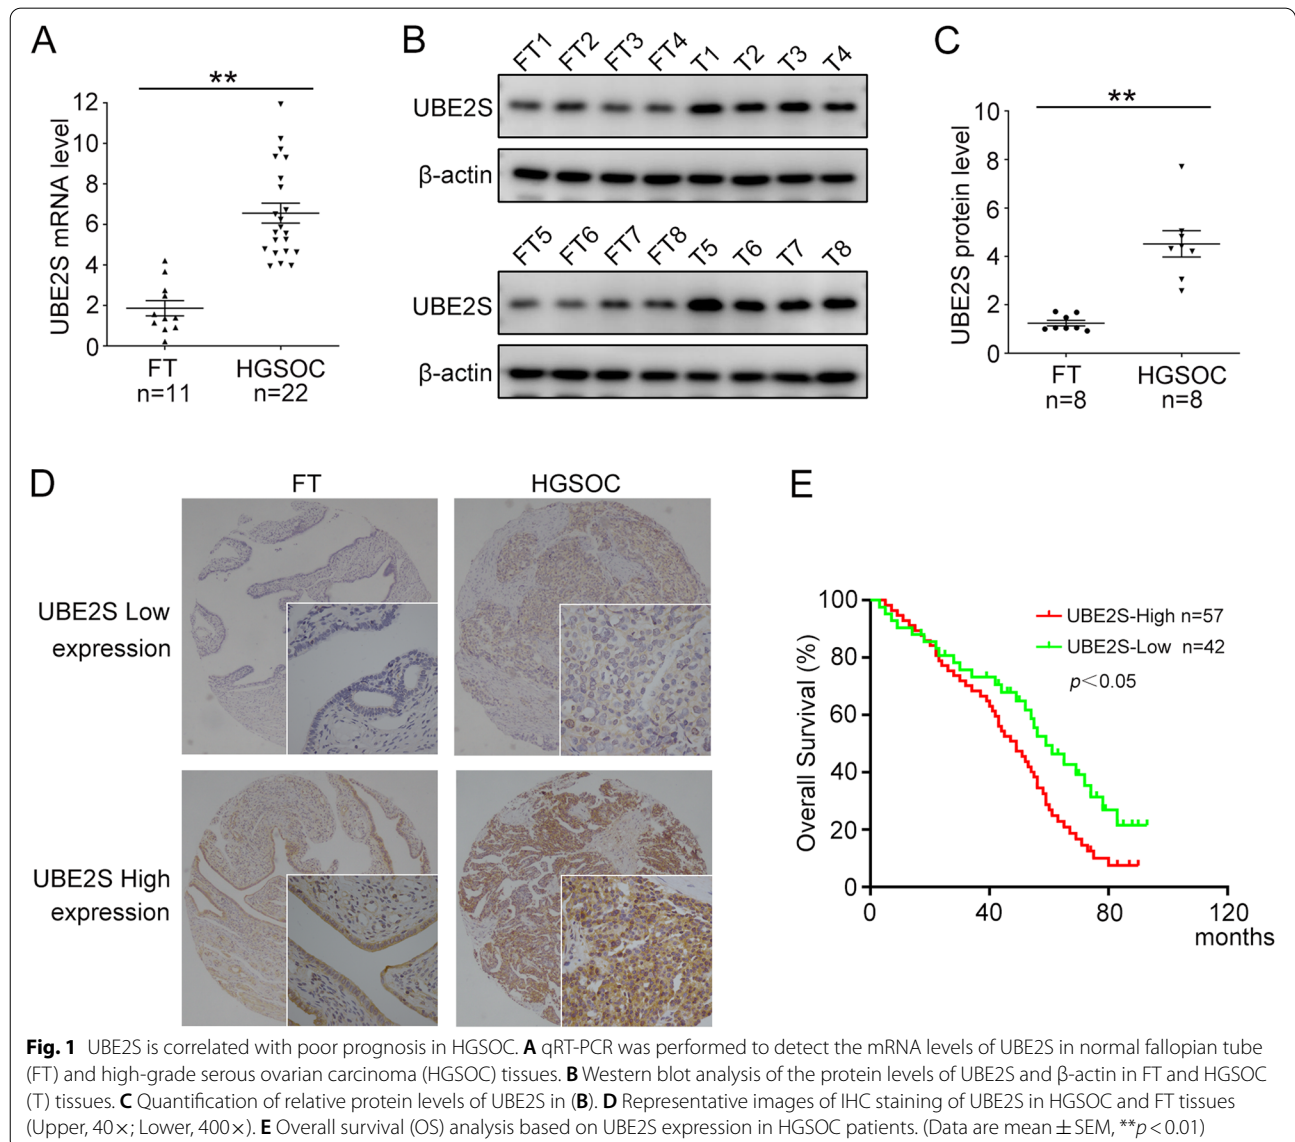 A
**
UBE2S mRNA level
12
10
8
6
4
2
0
FT
n=11
HGSOC
n=22
B
FT1 FT2 FT3 FT4 T1 T2 T3 T4
UBE2S
β-actin
FT5 FT6 FT7 FT8 T5 T6 T7 T8
UBE2S
β-actin
C
**
UBE2S protein level
10
8
6
4
2
0
FT
n=8
HGSOC
n=8
D
FT
HGSOC
UBE2S Low
expression
UBE2S High
expression
E
Overall Survival (%)
100
80
60
40
20
0
0 40 80 120
months
UBE2S-High n=57
UBE2S-Low n=42
p<0.05
Fig. 1 UBE2S is correlated with poor prognosis in HGSOC. A qRT-PCR was performed to detect the mRNA levels of UBE2S in normal fallopian tube
(FT) and high-grade serous ovarian carcinoma (HGSOC) tissues. B Western blot analysis of the protein levels of UBE2S and β-actin in FT and HGSOC
(T) tissues. C Quantification of relative protein levels of UBE2S in (B). D Representative images of IHC staining of UBE2S in HGSOC and FT tissues
(Upper, 40×; Lower, 400×). E Overall survival (OS) analysis based on UBE2S expression in HGSOC patients. (Data are mean ± SEM, **p < 0.01)